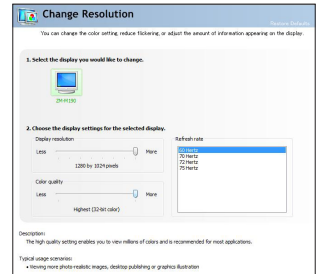 Change Resolution
Restore Defaults
You can change the color setting, reduce flickering, or adjust the amount of information appearing on the display.
1. Select the display you would like to change.
ZM-M190
2. Choose the display settings for the selected display.
Display resolution
Less
More
1280 by 1024 pixels
Color quality
Less
More
Highest (32-bit color)
Refresh rate
60 Hertz
70 Hertz
72 Hertz
75 Hertz
Description:
The high quality setting enables you to view millions of colors and is recommended for most applications.
Typical usage scenarios:
• Viewing more photo-realistic images, desktop publishing or graphics illustration